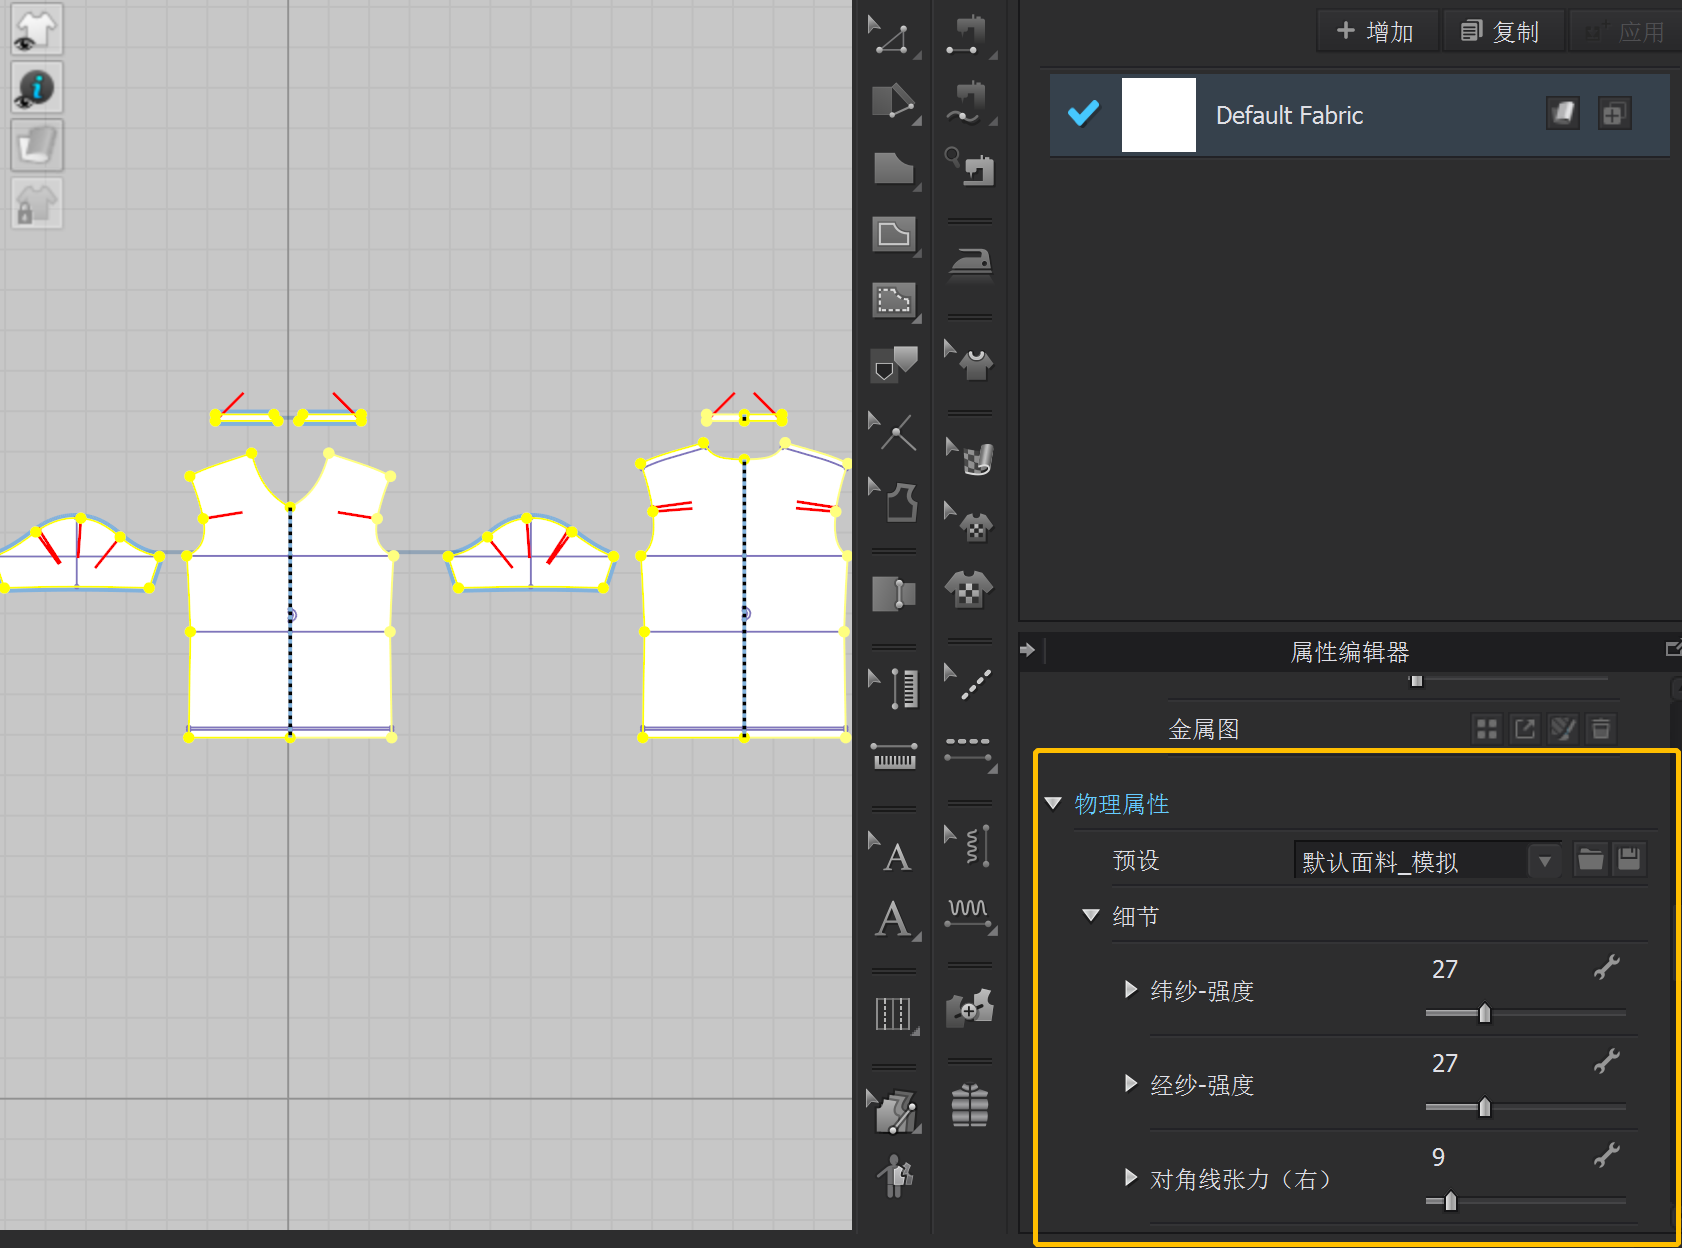 增加
复制
应用
Default Fabric
属性编辑器
金属图
物理属性
预设
默认面料_模拟
细节
27
纬纱-强度
27
经纱-强度
9
对角线张力（右）